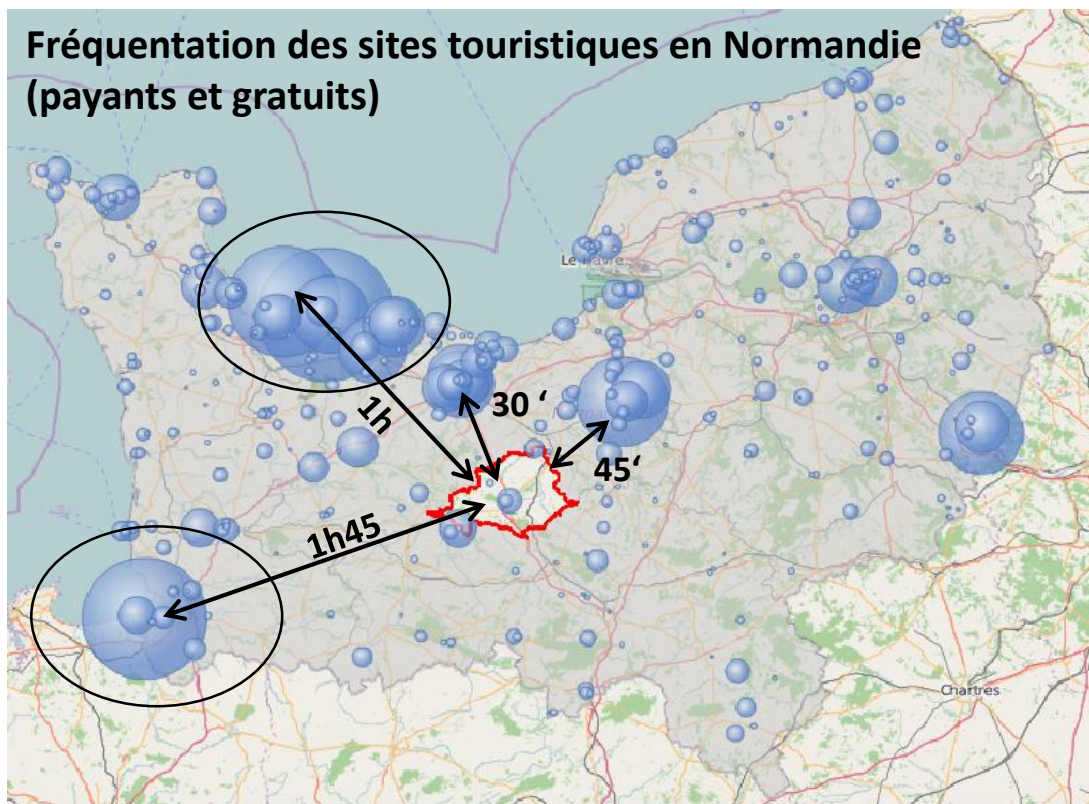 Fréquentation des sites touristiques en Normandie
(payants et gratuits)
Le Havre
1h
30 ‘
45‘
1h45
Chartres